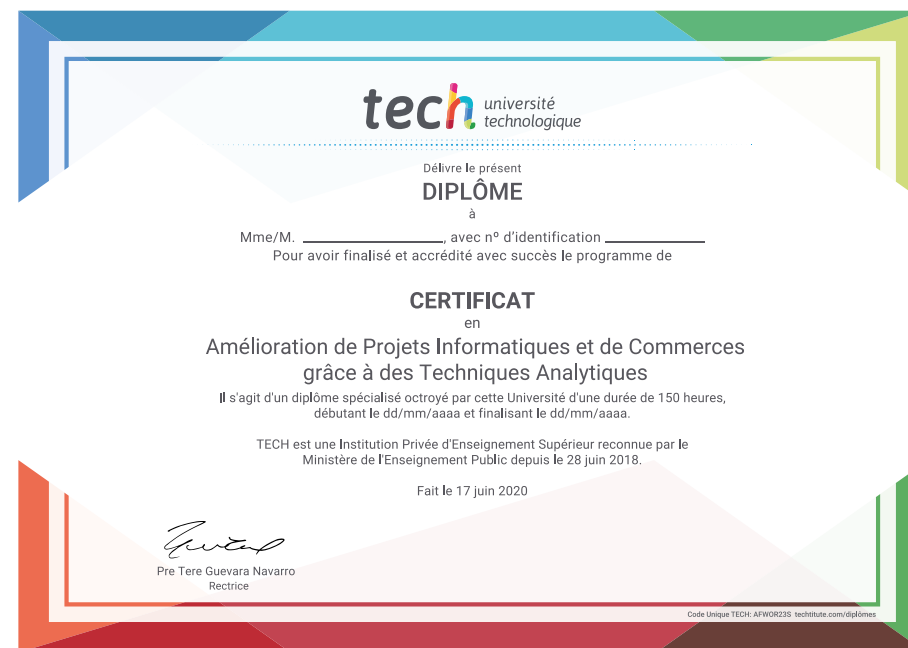 tech université
technologique
Délivre le présent
DIPLÔME
à
Mme/M. ____________________, avec nº d'identification ______________
Pour avoir finalisé et accrédité avec succès le programme de
CERTIFICAT
en
Amélioration de Projets Informatiques et de Commerces
grâce à des Techniques Analytiques
Il s'agit d'un diplôme spécialisé octroyé par cette Université d'une durée de 150 heures,
débutant le dd/mm/aaaa et finalisant le dd/mm/aaaa.
TECH est une Institution Privée d'Enseignement Supérieur reconnue par le
Ministère de l'Enseignement Public depuis le 28 juin 2018.
Fait le 17 juin 2020
Pre Tere Guevara Navarro
Rectrice
Code Unique TECH: AFWOR23S techtitute.com/diplômes